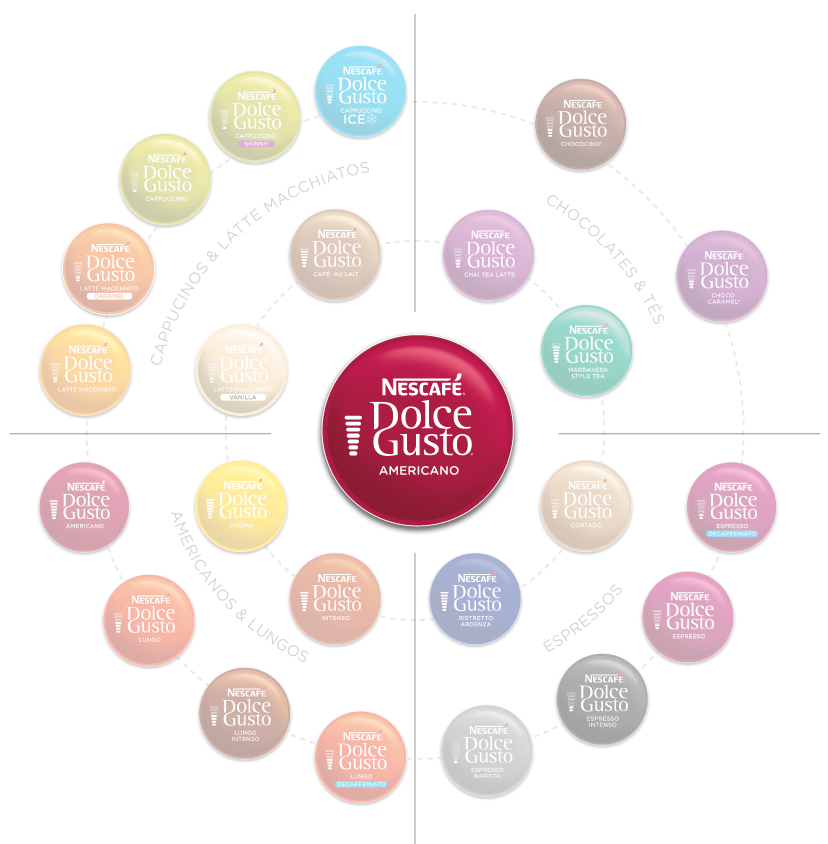 NESCAFÉ
Dolce
Gusto
CAPPUCCINO
ICE
NESCAFÉ
Dolce
Gusto
CAPPUCCINO
SKINNY
NESCAFÉ
Dolce
Gusto
CAPPUCCINO
NESCAFÉ
Dolce
Gusto
LATTE MACCHIATO
CARAMEL
NESCAFÉ
Dolce
Gusto
LATTE MACCHIATO
CAPPUCINOS & LATTE MACCHIATOS
NESCAFÉ
Dolce
Gusto
CAFÉ AU LAIT
NESCAFÉ
Dolce
Gusto
LATTE MACCHIATO
VANILLA
NESCAFÉ
Dolce
Gusto
CHOCOCINO
NESCAFÉ
Dolce
Gusto
CHOCO
CARAMEL
CHOCOLATES & TÉS
NESCAFÉ
Dolce
Gusto
CHAI TEA LATTE
NESCAFÉ
Dolce
Gusto
MARRAKESH
STYLE TEA
NESCAFÉ
Dolce
Gusto
AMERICANO
NESCAFÉ
Dolce
Gusto
AMERICANO
NESCAFÉ
Dolce
Gusto
AROMA
AMERICANOS & LUNGOS
NESCAFÉ
Dolce
Gusto
INTENSO
NESCAFÉ
Dolce
Gusto
LUNGO
NESCAFÉ
Dolce
Gusto
LUNGO
INTENSO
NESCAFÉ
Dolce
Gusto
LUNGO
DECAFFEINATO
NESCAFÉ
Dolce
Gusto
CORTADO
NESCAFÉ
Dolce
Gusto
ESPRESSO
DECAFFEINATO
NESCAFÉ
Dolce
Gusto
RISTRETTO
ARDENZA
ESPRESSOS
NESCAFÉ
Dolce
Gusto
ESPRESSO
NESCAFÉ
Dolce
Gusto
ESPRESSO
INTENSO
NESCAFÉ
Dolce
Gusto
ESPRESSO
BARISTA